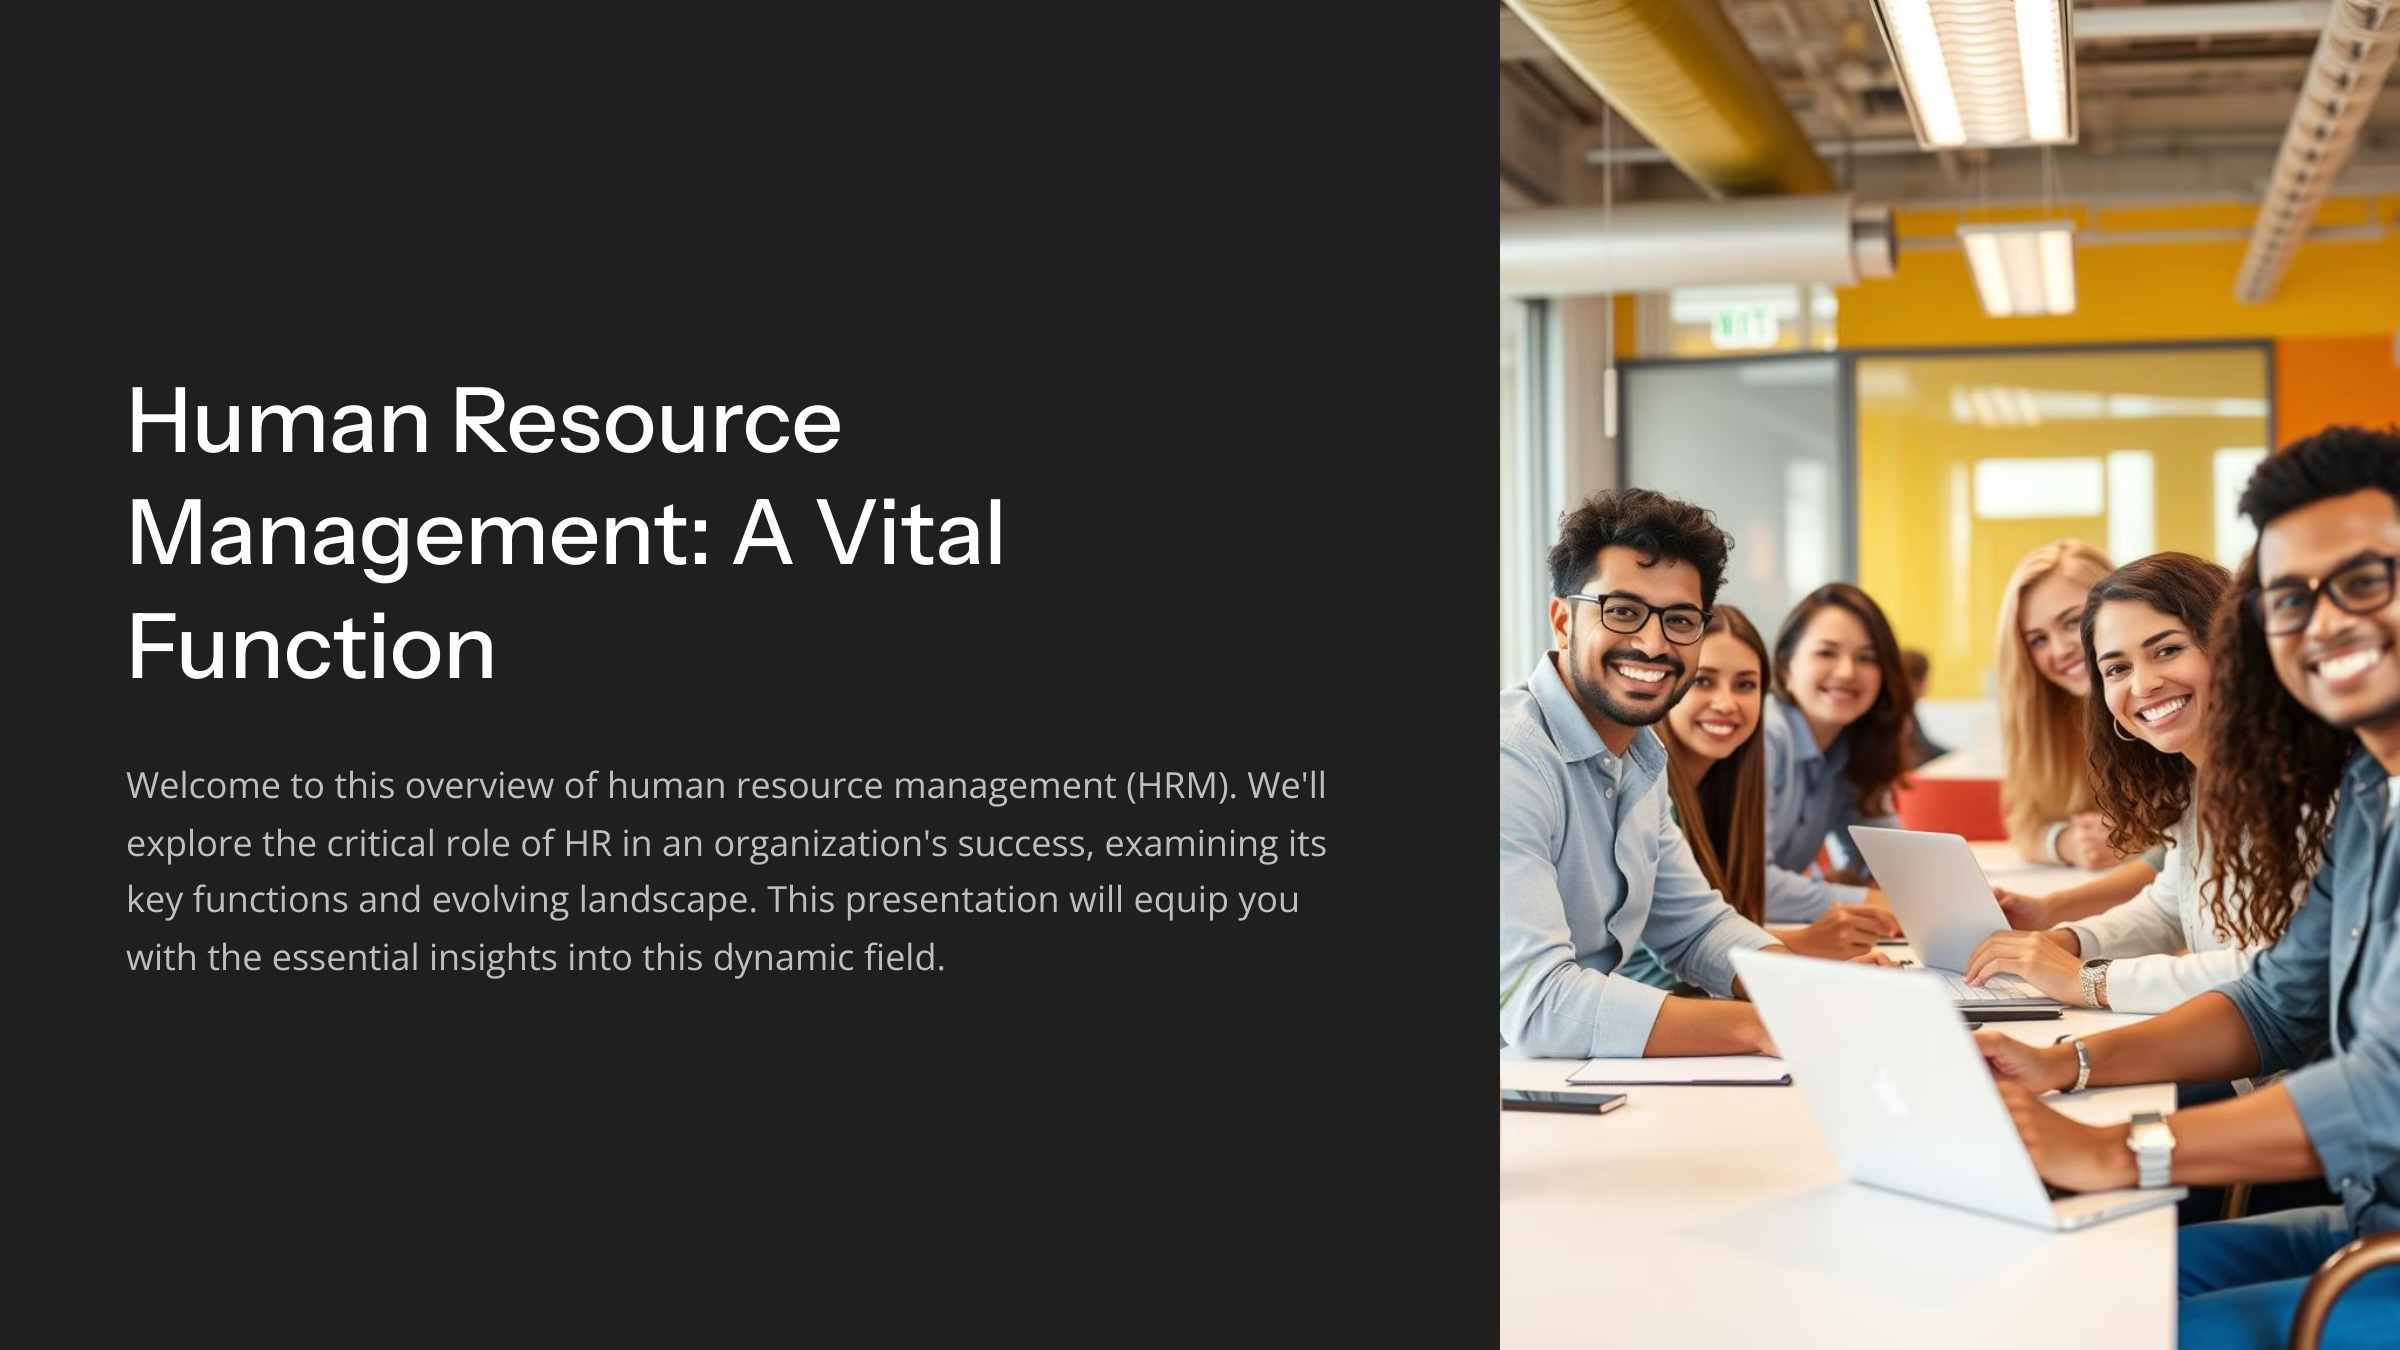 Human Resource
Management: A Vital
Function
Welcome to this overview of human resource management (HRM). We'll
explore the critical role of HR in an organization's success, examining its
key functions and evolving landscape. This presentation will equip you
with the essential insights into this dynamic field.